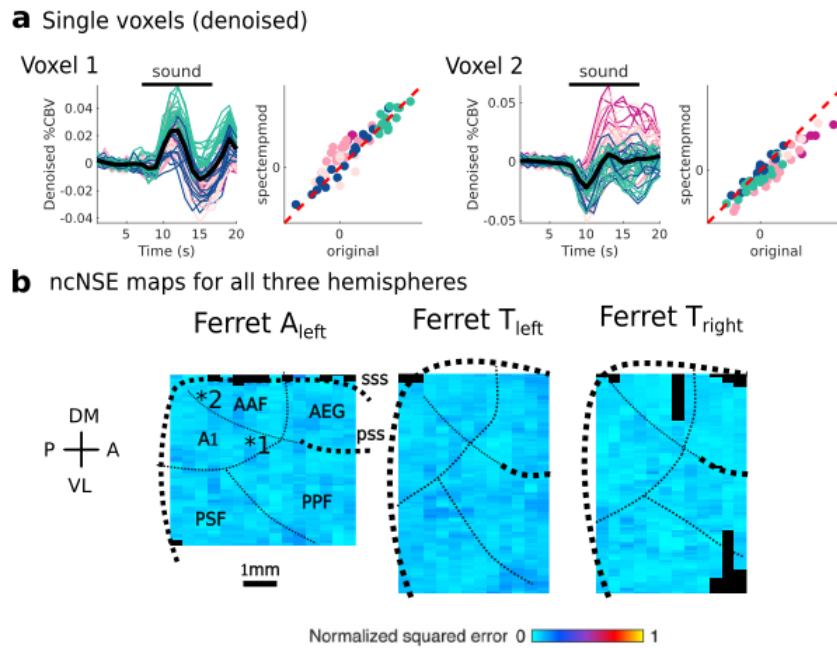 a Single voxels (denoised)
Voxel 1
sound
Denoised %CBV
0.04
0.02
0
-0.02
-0.04
5 10 15 20
Time (s)
spectempmod
0
0
original
Voxel 2
sound
Denoised %CBV
0.05
0
-0.05
5 10 15 20
Time (s)
spectempmod
0
0
original
b ncNSE maps for all three hemispheres
Ferret Aleft
Ferret Tleft
Ferret Tright
sss
pss
*2
AAF
AEG
A1
*1
PSF
PPF
DM
P A
VL
1mm
Normalized squared error 0 1